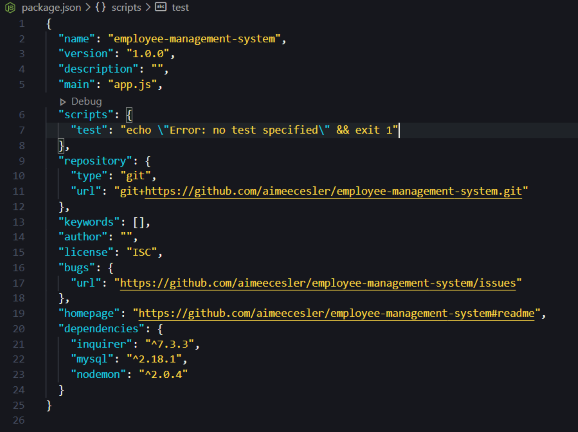 package.json > {} scripts > abc test
1 {
2 "name": "employee-management-system",
3 "version": "1.0.0",
4 "description": "",
5 "main": "app.js",
Debug
6 "scripts": {
7 "test": "echo \"Error: no test specified\" && exit 1"
8 },
9 "repository": {
10 "type": "git",
11 "url": "git+https://github.com/aimeecesler/employee-management-system.git"
12 },
13 "keywords": [],
14 "author": "",
15 "license": "ISC",
16 "bugs": {
17 "url": "https://github.com/aimeecesler/employee-management-system/issues"
18 },
19 "homepage": "https://github.com/aimeecesler/employee-management-system#readme",
20 "dependencies": {
21 "inquirer": "^7.3.3",
22 "mysql": "^2.18.1",
23 "nodemon": "^2.0.4"
24 }
25 }
26